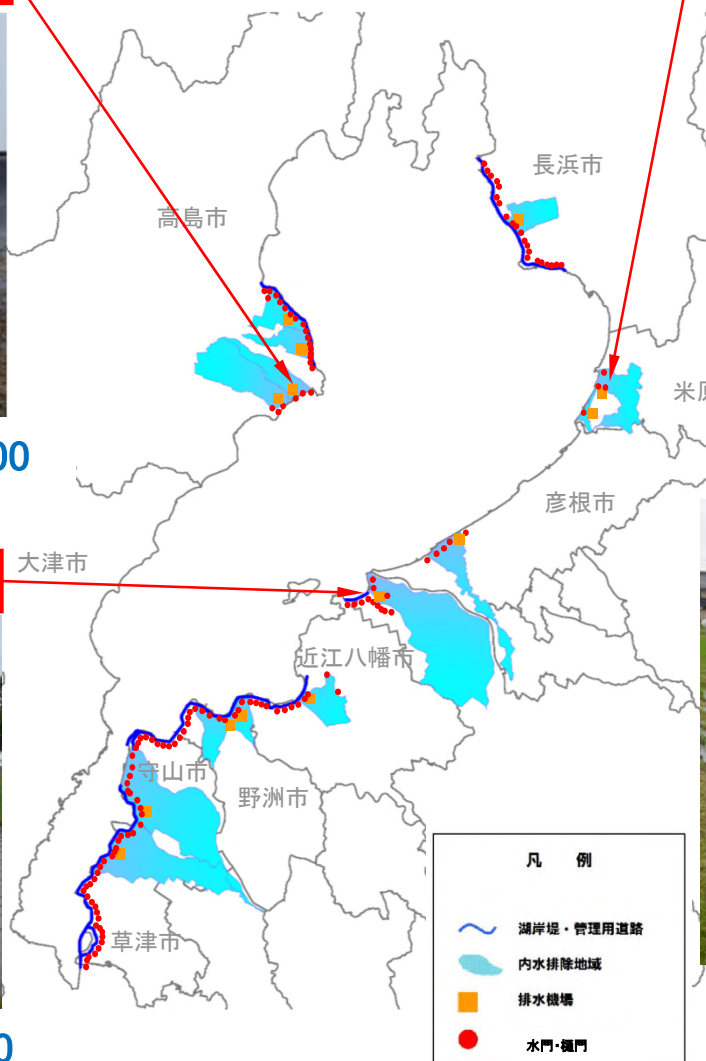 長浜市
高島市
米原
00
彦根市
大津市
近江八幡市
守山市
野洲市
草津市
凡 例
湖岸堤・管理用道路
内水排除地域
排水機場
水門・樋門
0